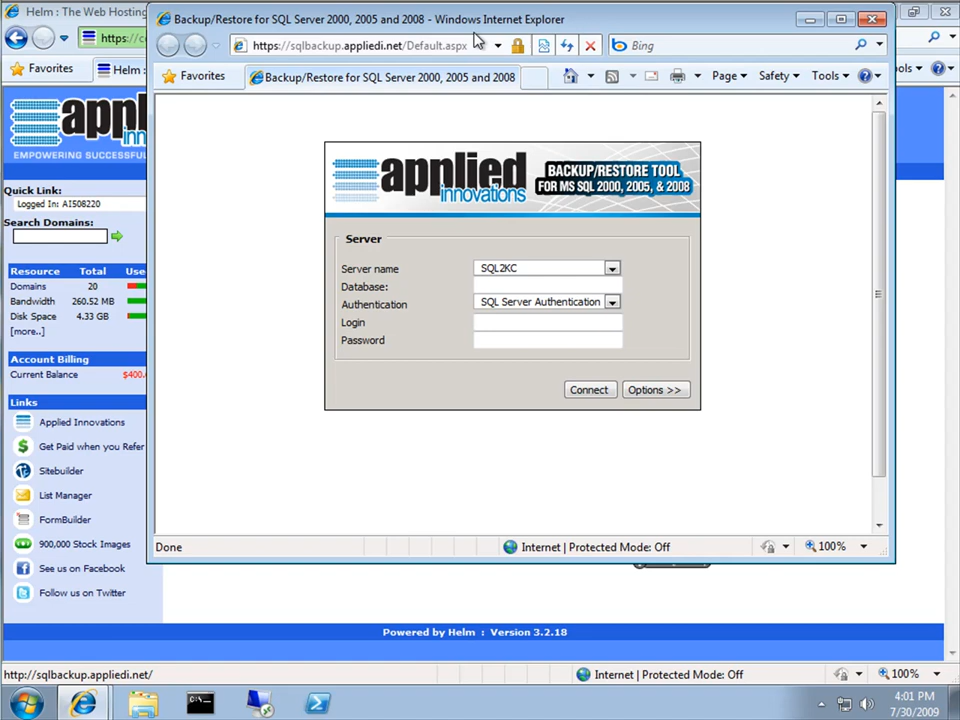 Helm : The Web Hosting
Backup/Restore for SQL Server 2000, 2005 and 2008 - Windows Internet Explorer
https://c
https://sqlbackup.appliedi.net/Default.aspx
Bing
Favorites
Helm :
Favorites
Backup/Restore for SQL Server 2000, 2005 and 2008
Page
Safety
Tools
ools
appli
EMPOWERING SUCCESSFUL
Quick Link:
Logged In: AI508220
Search Domains:
Resource Total Use
Domains 20
Bandwidth 260.52 MB
Disk Space 4.33 GB
[more..]
Account Billing
Current Balance $400.
Links
Applied Innovations
Get Paid when you Refer
Sitebuilder
List Manager
FormBuilder
900,000 Stock Images
See us on Facebook
Follow us on Twitter
applied
innovations
BACKUP/RESTORE TOOL
FOR MS SQL 2000, 2005, & 2008
Server
Server name SQL2KC
Database:
Authentication SQL Server Authentication
Login
Password
Connect Options >>
Done Internet | Protected Mode: Off 100%
Powered by Helm : Version 3.2.18
http://sqlbackup.appliedi.net/ Internet | Protected Mode: Off 100%
4:01 PM
7/30/2009